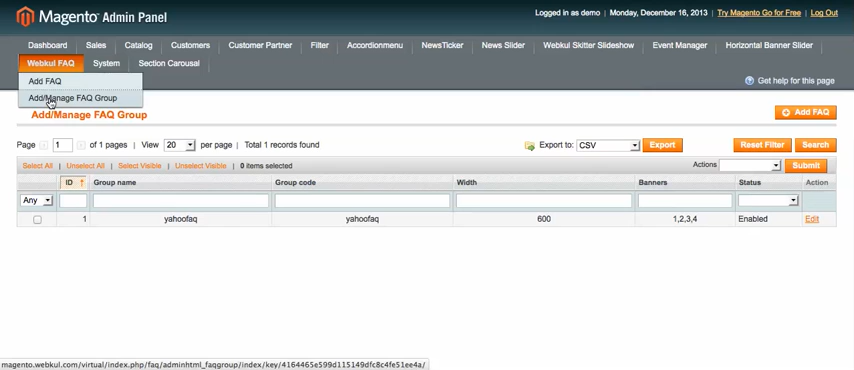 Magento® Admin Panel
Logged in as demo | Monday, December 16, 2013 | Try Magento Go for Free | Log Out
Dashboard Sales Catalog Customers Customer Partner Filter Accordionmenu NewsTicker News Slider Webkul Skitter Slideshow Event Manager Horizontal Banner Slider
Webkul FAQ System Section Carousal
Add FAQ
Get help for this page
Add/Manage FAQ Group
Add/Manage FAQ Group
Add FAQ
Page 1 of 1 pages | View 20 per page | Total 1 records found
Export to: CSV Export Reset Filter Search
Select All | Unselect All | Select Visible | Unselect Visible | 0 items selected
Actions Submit
ID Group name Group code Width Banners Status Action
Any
1 yahoofaq yahoofaq 600 1,2,3,4 Enabled Edit
magento.webkul.com/virtual/index.php/faq/adminhtml_faqgroup/index/key/4164465e599d115149dfc8c4fe51ee4a/